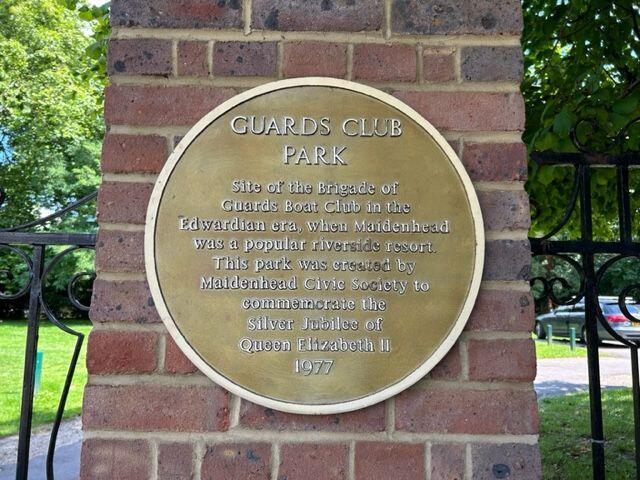 GUARDS CLUB
PARK
Site of the Brigade of
Guards Boat Club in the
Edwardian era, when Maidenhead
was a popular riverside resort.
This park was created by
Maidenhead Civic Society to
commemorate the
Silver Jubilee of
Queen Elizabeth II
1977